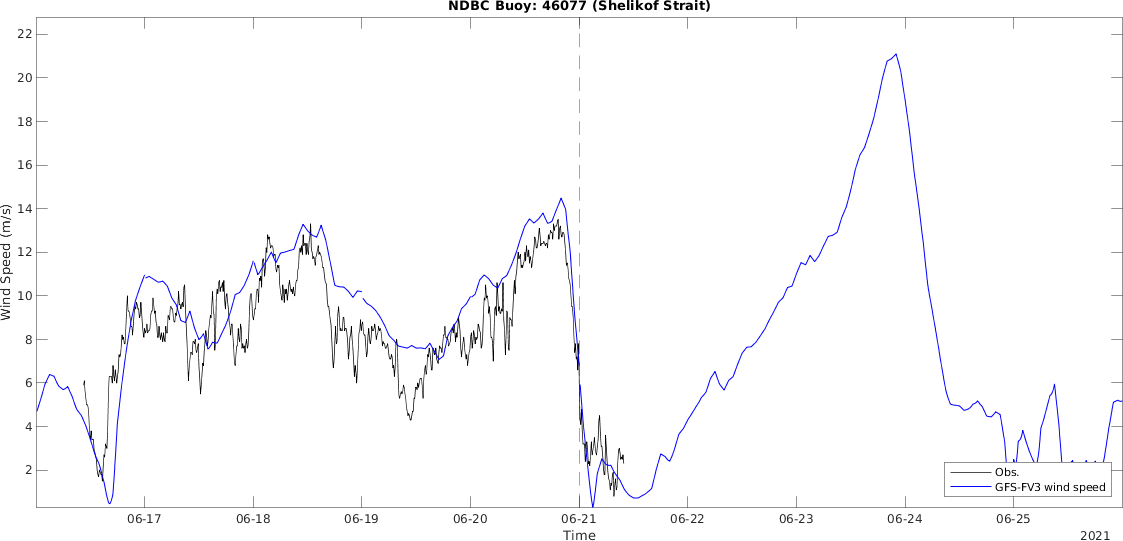 NDBC Buoy: 46077 (Shelikof Strait)
22
20
18
16
14
12
10
8
6
4
2
Wind Speed (m/s)
06-17 06-18 06-19 06-20 06-21 06-22 06-23 06-24 06-25
Time
2021
Obs.
GFS-FV3 wind speed